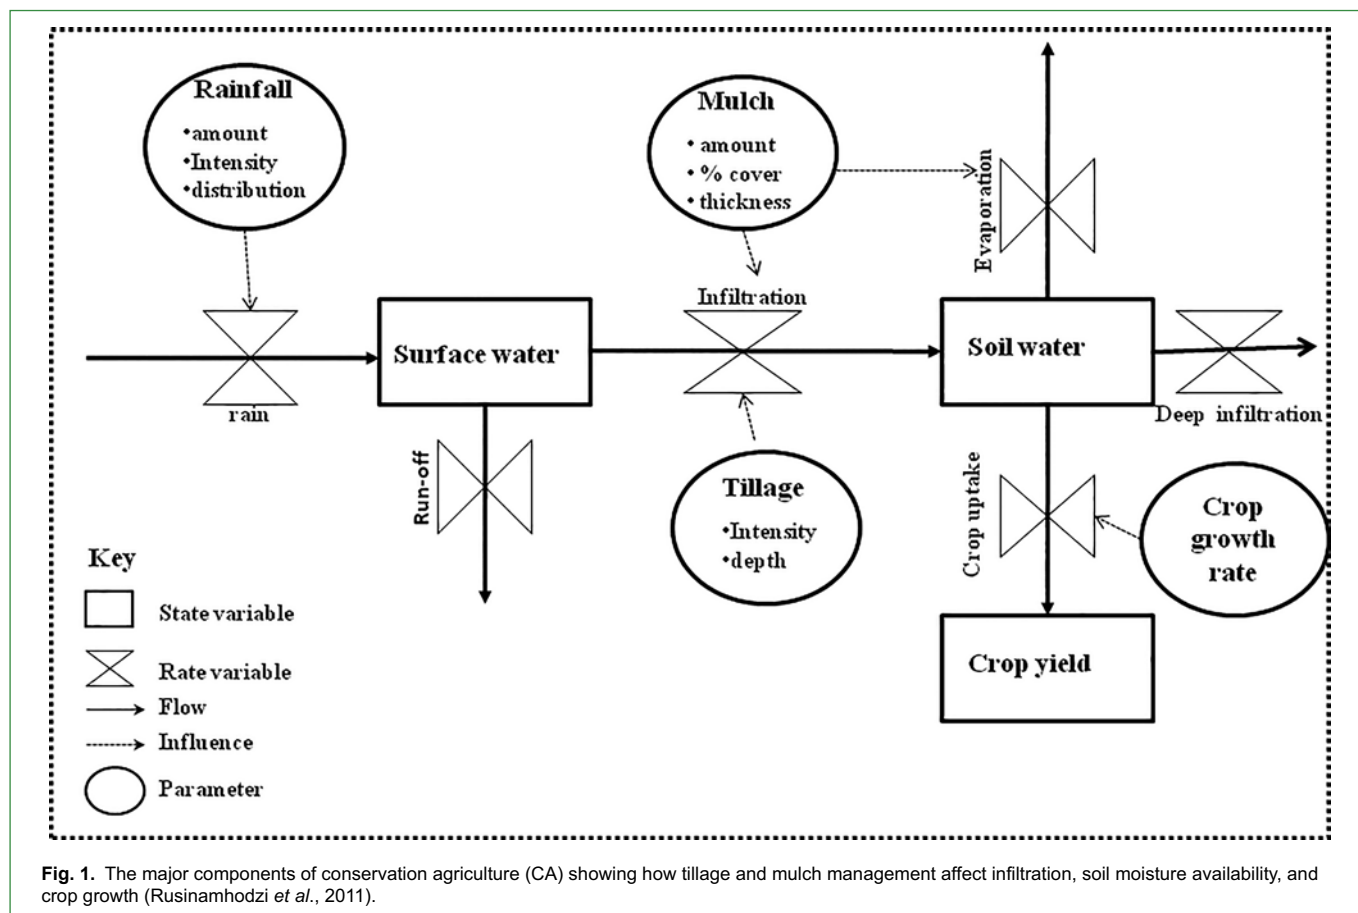 Rainfall
•amount
•Intensity
•distribution
Mulch
• amount
• % cover
• thickness
Evaporation
Infiltration
Surface water
Soil water
rain
Deep infiltration
Run-off
Tillage
•Intensity
•depth
Crop uptake
Crop
growth
rate
Crop yield
Key
State variable
Rate variable
Flow
Influence
Parameter
Fig. 1. The major components of conservation agriculture (CA) showing how tillage and mulch management affect infiltration, soil moisture availability, and
crop growth (Rusinamhodzi et al., 2011).